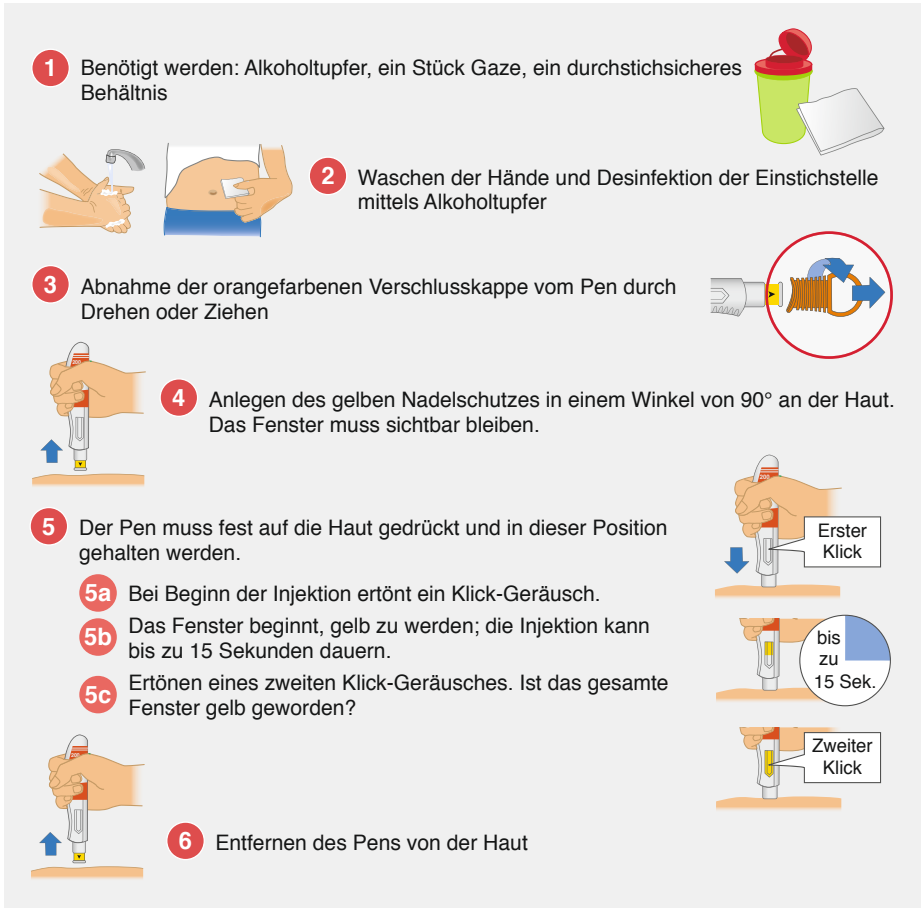 1 Benötigt werden: Alkoholtupfer, ein Stück Gaze, ein durchstichsicheres
Behältnis
2 Waschen der Hände und Desinfektion der Einstichstelle
mittels Alkoholtupfer
3 Abnahme der orangefarbenen Verschlusskappe vom Pen durch
Drehen oder Ziehen
200
4 Anlegen des gelben Nadelschutzes in einem Winkel von 90° an der Haut.
Das Fenster muss sichtbar bleiben.
5 Der Pen muss fest auf die Haut gedrückt und in dieser Position
gehalten werden.
200
Erster
Klick
5a Bei Beginn der Injektion ertönt ein Klick-Geräusch.
5b Das Fenster beginnt, gelb zu werden; die Injektion kann
bis zu 15 Sekunden dauern.
bis
zu
15 Sek.
5c Ertönen eines zweiten Klick-Geräusches. Ist das gesamte
Fenster gelb geworden?
Zweiter
Klick
200
6 Entfernen des Pens von der Haut